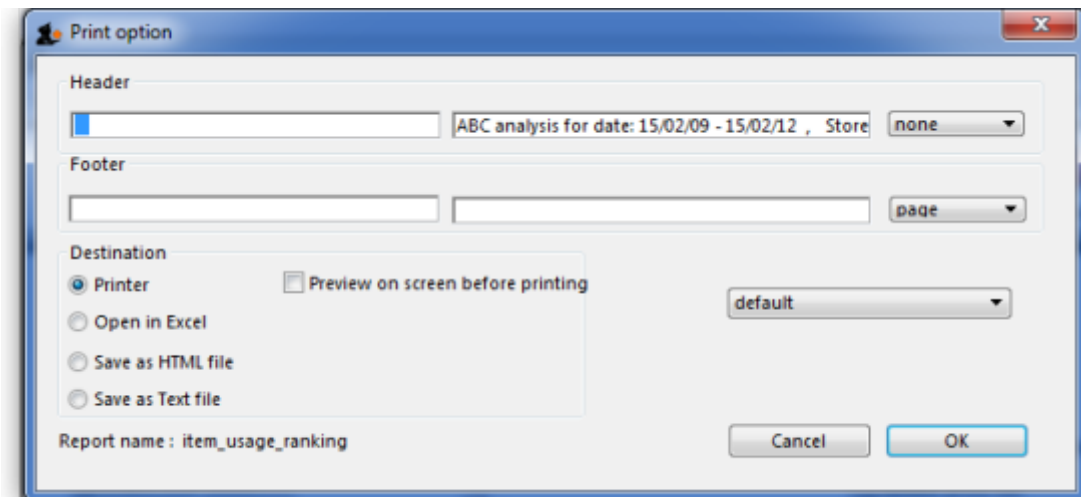 Print option
Header
ABC analysis for date: 15/02/09 - 15/02/12 , Store none
Footer
page
Destination
Printer Preview on screen before printing
default
Open in Excel
Save as HTML file
Save as Text file
Report name : item_usage_ranking Cancel OK